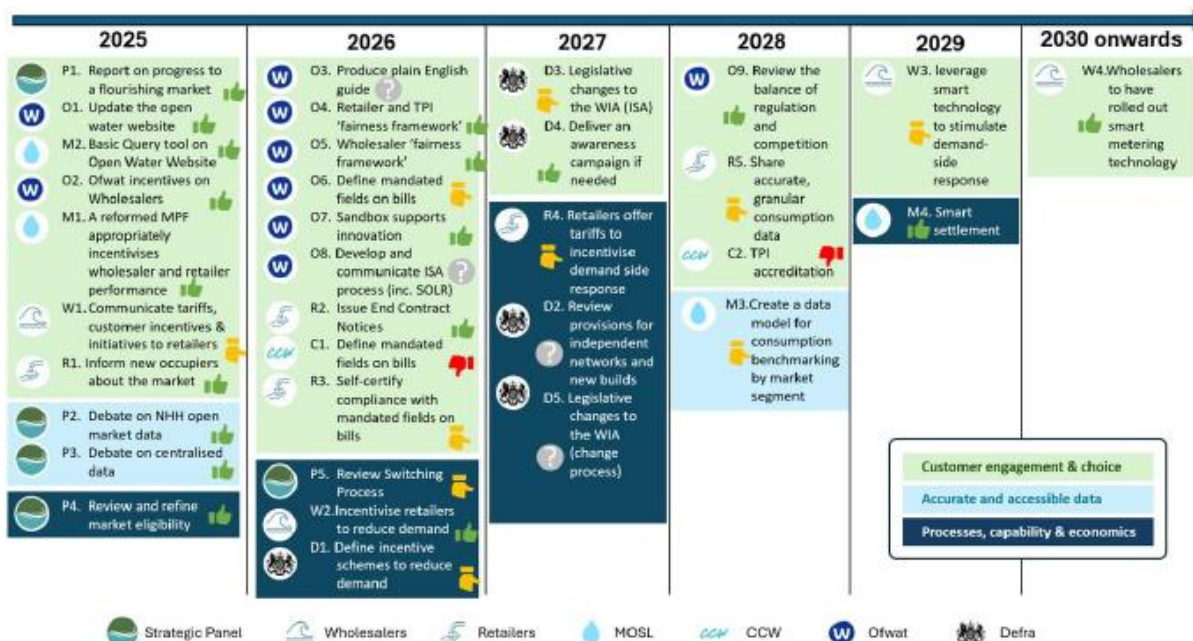 2025
P1. Report on progress to
a flourishing market
O1. Update the open
water website
M2. Basic Query tool on
Open Water Website
O2. Ofwat incentives on
Wholesalers
M1. A reformed MPF
appropriately
incentivises
wholesaler and retailer
performance
W1.Communicate tariffs,
customer incentives &
initiatives to retailers
R1. Inform new occupiers
about the market
P2. Debate on NHH open
market data
P3. Debate on centralised
data
P4. Review and refine
market eligibility
2026
O3. Produce plain English
guide
?
O4. Retailer and TPI
'fairness framework'
O5. Wholesaler 'fairness
framework'
O6. Define mandated
fields on bills
O7. Sandbox supports
innovation
O8. Develop and
communicate ISA
process (inc. SOLR)
?
R2. Issue End Contract
Notices
C1. Define mandated
fields on bills
R3. Self-certify
compliance with
mandated fields on
bills
P5. Review Switching
Process
W2.Incentivise retailers
to reduce demand
D1. Define incentive
schemes to reduce
demand
2027
D3. Legislative
changes to
the WIA (ISA)
D4. Deliver an
awareness
campaign if
needed
R4. Retailers offer
tariffs to
incentivise
demand side
response
D2. Review
provisions for
independent
networks and
new builds
?
D5. Legislative
changes to
the WIA
(change
process)
?
2028
O9. Review the
balance of
regulation
and
competition
R5. Share
accurate,
granular
consumption
data
C2. TPI
accreditation
M3.Create a data
model for
consumption
benchmarking
by market
segment
2029
W3. leverage
smart
technology
to stimulate
demand-
side
response
M4. Smart
settlement
2030 onwards
W4.Wholesalers
to have
rolled out
smart
metering
technology
Customer engagement & choice
Accurate and accessible data
Processes, capability & economics
Strategic Panel
Wholesalers
Retailers
MOSL
ccw CCW
W Ofwat
Defra